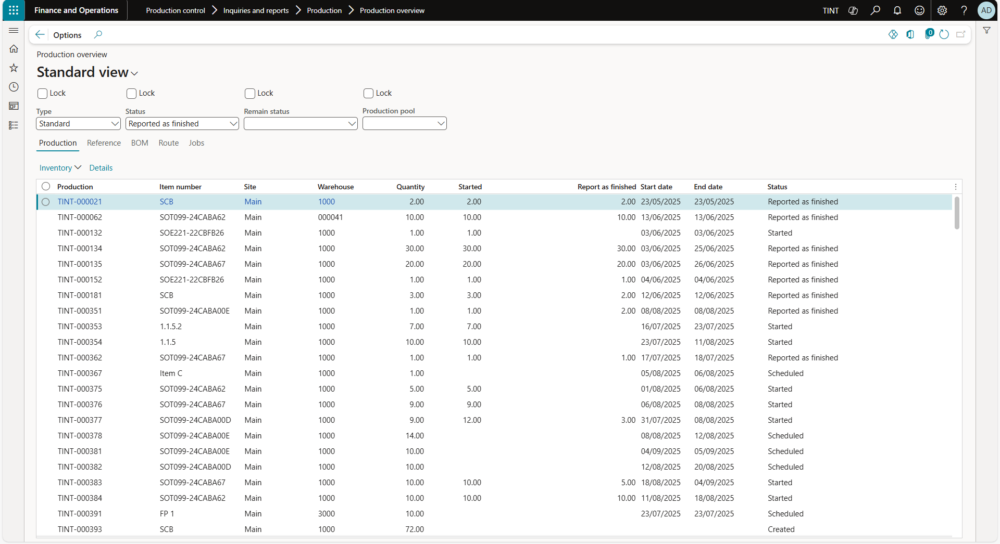 Finance and Operations Production control Inquiries and reports Production Production overview TINT ? AD
Options 0
Production overview
Standard view
Lock Lock Lock Lock
Type Status Remain status Production pool
Standard Reported as finished
Production Reference BOM Route Jobs
Inventory Details
Production Item number Site Warehouse Quantity Started Report as finished Start date End date Status
TINT-000021 SCB Main 1000 2.00 2.00 2.00 23/05/2025 23/05/2025 Reported as finished
TINT-000062 SOT099-24CABA62 Main 000041 10.00 10.00 10.00 13/06/2025 13/06/2025 Reported as finished
TINT-000132 SOE221-22CBFB26 Main 1000 1.00 1.00 03/06/2025 03/06/2025 Started
TINT-000134 SOT099-24CABA62 Main 1000 30.00 30.00 30.00 03/06/2025 25/06/2025 Reported as finished
TINT-000135 SOT099-24CABA67 Main 1000 20.00 20.00 20.00 03/06/2025 26/06/2025 Reported as finished
TINT-000152 SOE221-22CBFB26 Main 1000 1.00 1.00 1.00 04/06/2025 04/06/2025 Reported as finished
TINT-000181 SCB Main 1000 3.00 3.00 2.00 12/06/2025 12/06/2025 Reported as finished
TINT-000351 SOT099-24CABA00E Main 1000 1.00 1.00 2.00 08/08/2025 08/08/2025 Reported as finished
TINT-000353 1.1.5.2 Main 1000 7.00 7.00 16/07/2025 23/07/2025 Started
TINT-000354 1.1.5 Main 1000 10.00 10.00 23/07/2025 11/08/2025 Started
TINT-000362 SOT099-24CABA67 Main 1000 1.00 1.00 1.00 17/07/2025 18/07/2025 Reported as finished
TINT-000367 Item C Main 1000 1.00 05/08/2025 06/08/2025 Scheduled
TINT-000375 SOT099-24CABA62 Main 1000 5.00 5.00 01/08/2025 06/08/2025 Started
TINT-000376 SOT099-24CABA67 Main 1000 9.00 9.00 06/08/2025 08/08/2025 Started
TINT-000377 SOT099-24CABA00D Main 1000 9.00 12.00 3.00 31/07/2025 08/08/2025 Started
TINT-000378 SOT099-24CABA00E Main 1000 14.00 08/08/2025 12/08/2025 Scheduled
TINT-000381 SOT099-24CABA00E Main 1000 10.00 04/09/2025 05/09/2025 Scheduled
TINT-000382 SOT099-24CABA00D Main 1000 10.00 12/08/2025 20/08/2025 Scheduled
TINT-000383 SOT099-24CABA67 Main 1000 10.00 10.00 5.00 18/08/2025 04/09/2025 Started
TINT-000384 SOT099-24CABA62 Main 1000 10.00 10.00 10.00 11/08/2025 18/08/2025 Started
TINT-000391 FP 1 Main 3000 10.00 23/07/2025 23/07/2025 Scheduled
TINT-000393 SCB Main 1000 72.00 Created